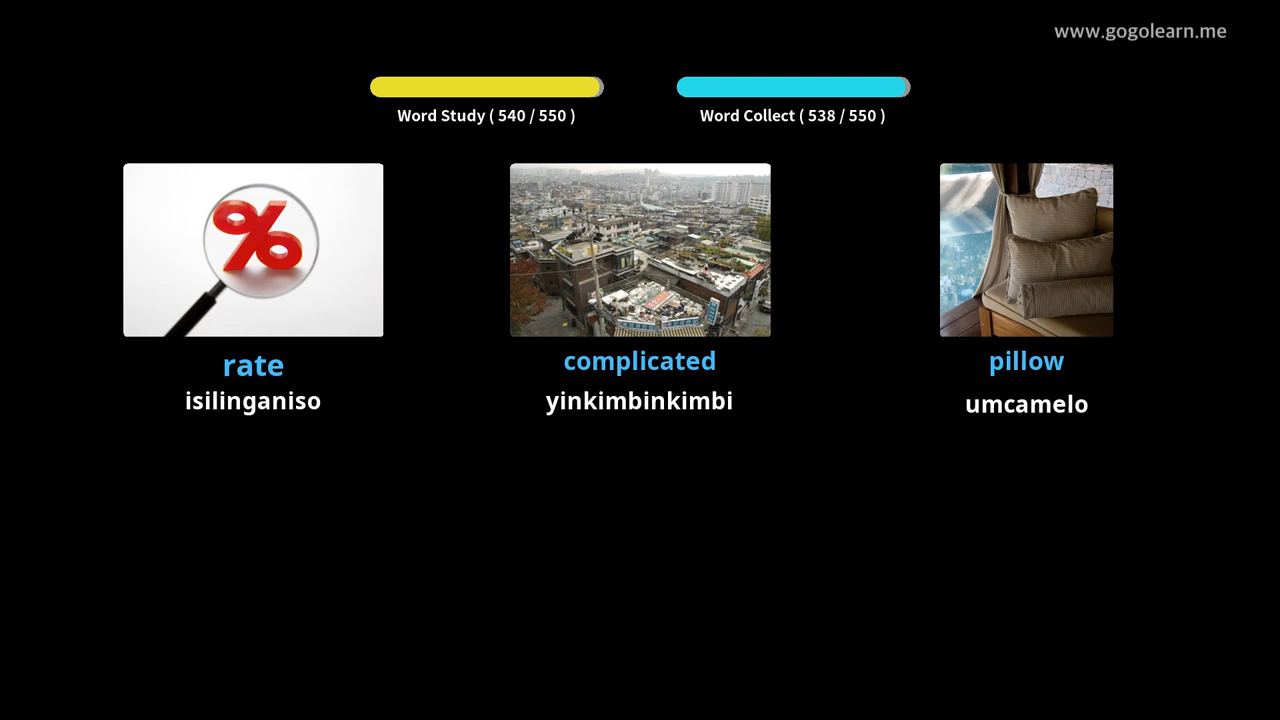 www.gogolearn.me
Word Study ( 540 / 550 )
Word Collect ( 538 / 550 )
%
rate
complicated
pillow
isilinganiso
yinkimbinkimbi
umcamelo